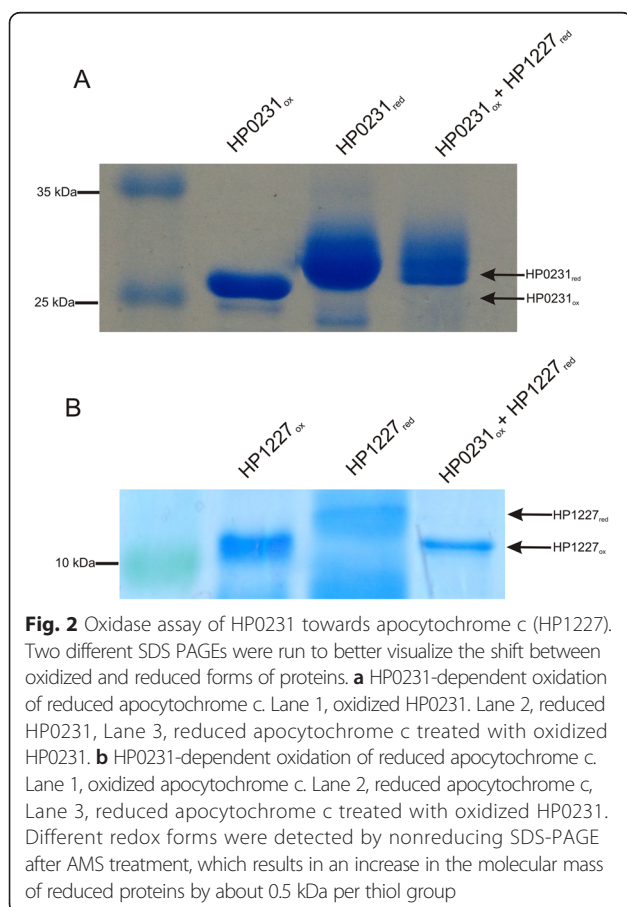 A
HP0231ox
HP0231red
HP0231ox + HP1227red
35 kDa
25 kDa
HP0231red
HP0231ox
B
HP1227ox
HP1227red
HP0231ox + HP1227red
10 kDa
HP1227red
HP1227ox
Fig. 2 Oxidase assay of HP0231 towards apocytochrome c (HP1227).
Two different SDS PAGEs were run to better visualize the shift between
oxidized and reduced forms of proteins. a HP0231-dependent oxidation
of reduced apocytochrome c. Lane 1, oxidized HP0231. Lane 2, reduced
HP0231, Lane 3, reduced apocytochrome c treated with oxidized
HP0231. b HP0231-dependent oxidation of reduced apocytochrome c.
Lane 1, oxidized apocytochrome c. Lane 2, reduced apocytochrome c,
Lane 3, reduced apocytochrome c treated with oxidized HP0231.
Different redox forms were detected by nonreducing SDS-PAGE
after AMS treatment, which results in an increase in the molecular mass
of reduced proteins by about 0.5 kDa per thiol group